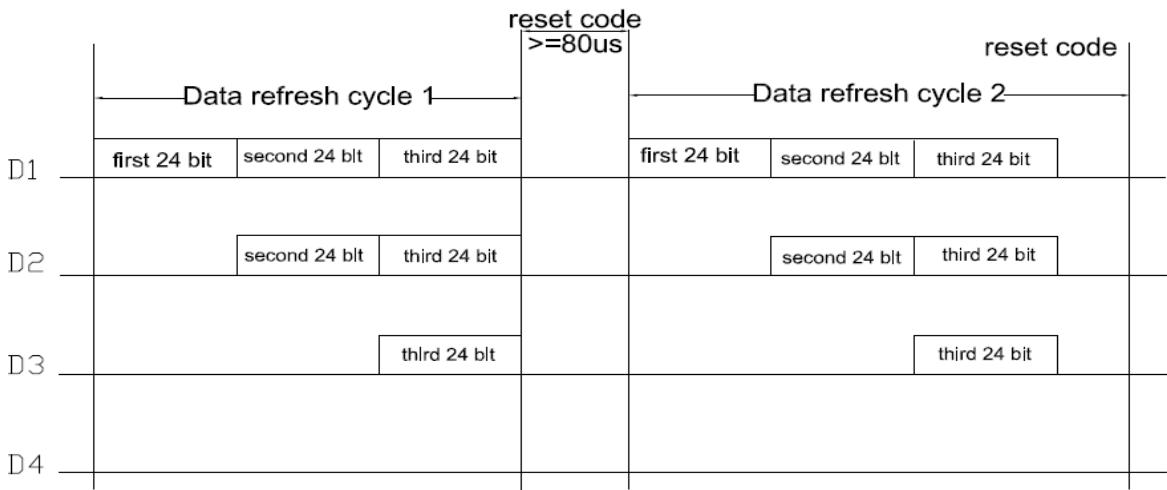 reset code
>=80us
reset code
Data refresh cycle 1
Data refresh cycle 2
D1 first 24 bit second 24 blt third 24 bit first 24 bit second 24 blt third 24 bit
D2 second 24 blt third 24 bit second 24 blt third 24 bit
D3 thlrd 24 blt third 24 bit
D4